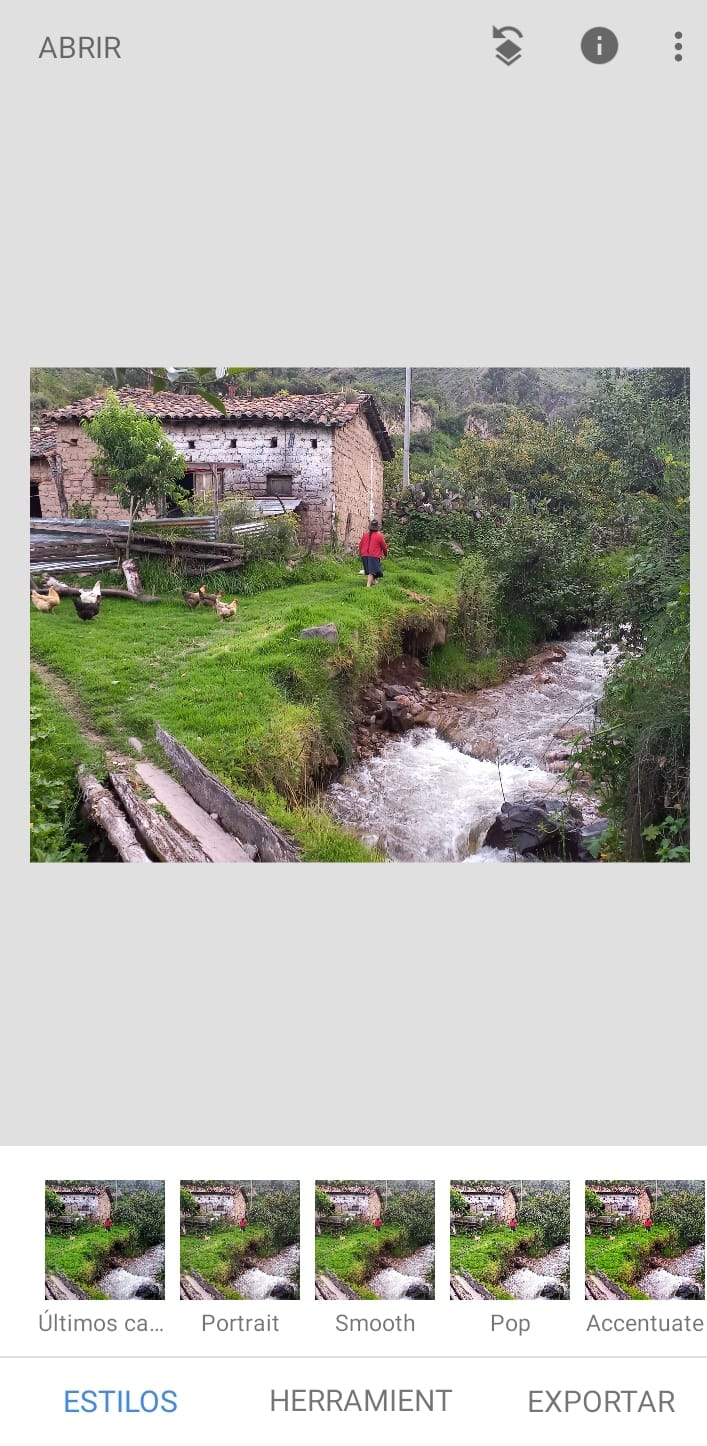 ABRIR
Últimos ca...
Portrait
Smooth
Pop
Accentuate
ESTILOS
HERRAMIENT
EXPORTAR